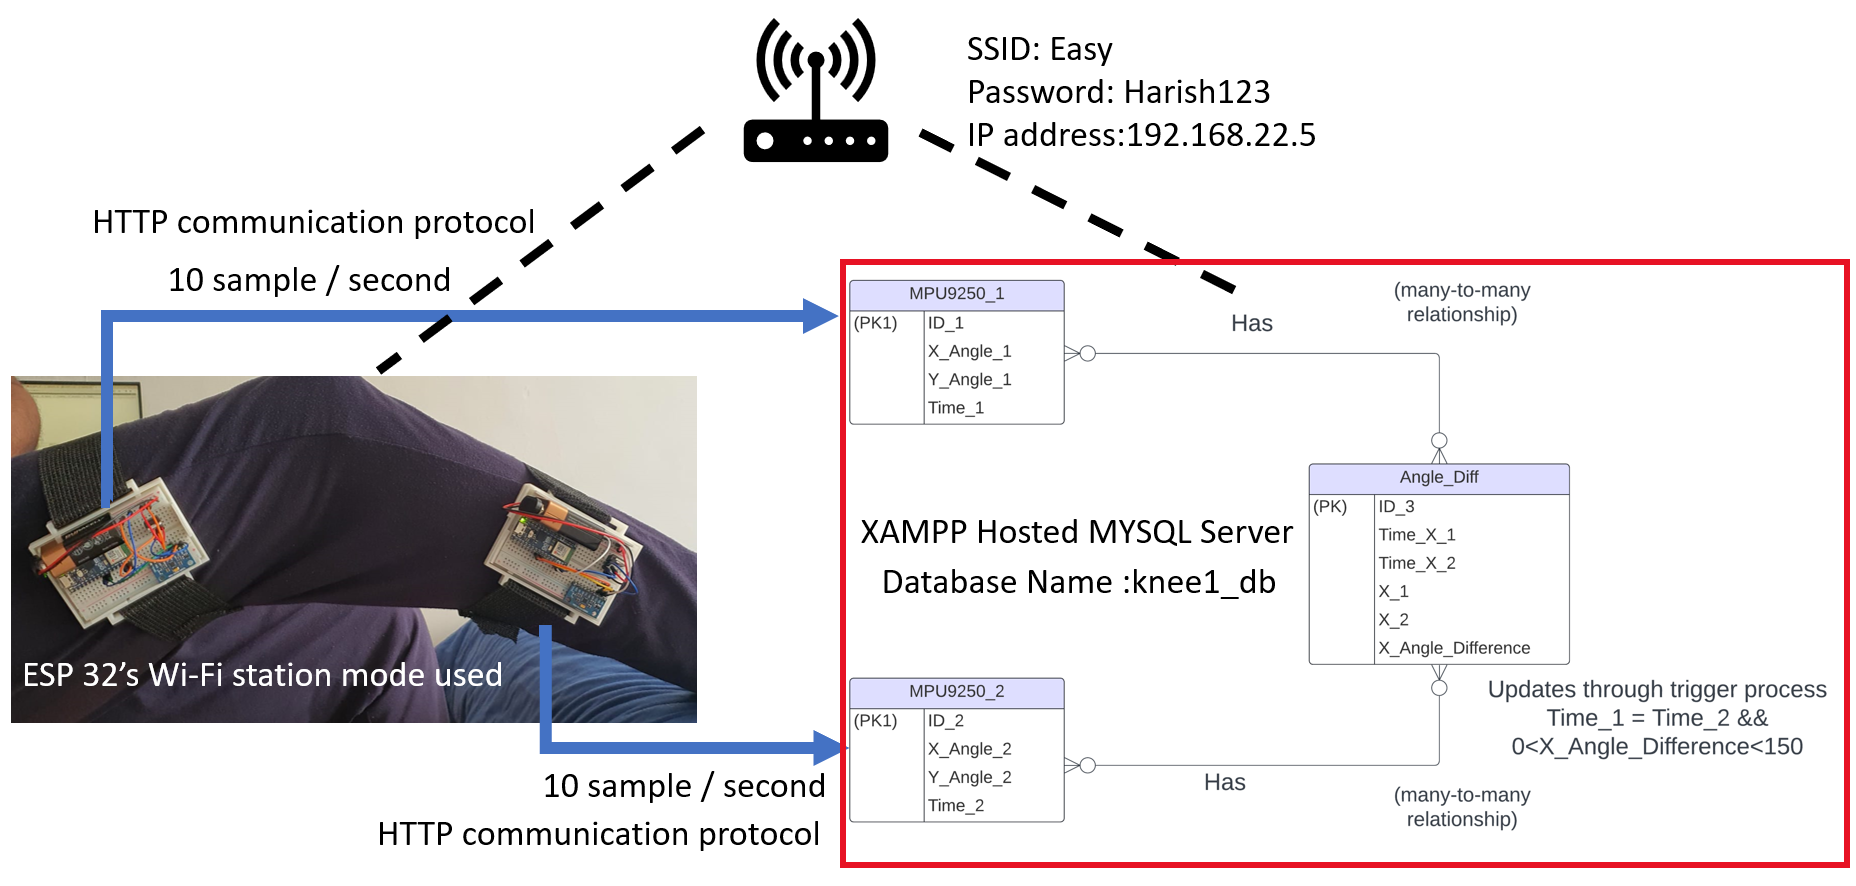 SSID: Easy
Password: Harish123
IP address:192.168.22.5
HTTP communication protocol
10 sample / second
ESP 32’s Wi-Fi station mode used
10 sample / second
HTTP communication protocol
MPU9250_1
(PK1) ID_1
X_Angle_1
Y_Angle_1
Time_1
Has
(many-to-many
relationship)
Angle_Diff
(PK) ID_3
Time_X_1
Time_X_2
X_1
X_2
X_Angle_Difference
XAMPP Hosted MYSQL Server
Database Name :knee1_db
MPU9250_2
(PK1) ID_2
X_Angle_2
Y_Angle_2
Time_2
Has
Updates through trigger process
Time_1 = Time_2 &&
0<X_Angle_Difference<150
(many-to-many
relationship)